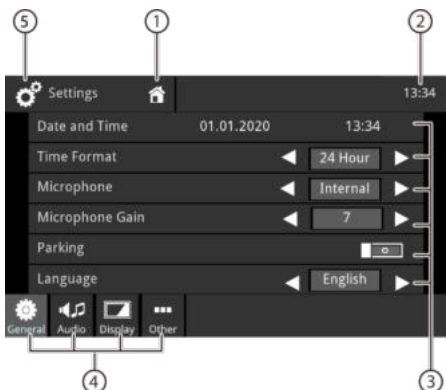 5 1 2
Settings 13:34
Date and Time 01.01.2020 13:34
Time Format 24 Hour
Microphone Internal
Microphone Gain 7
Parking
Language English
General Audio Display Other
4 3